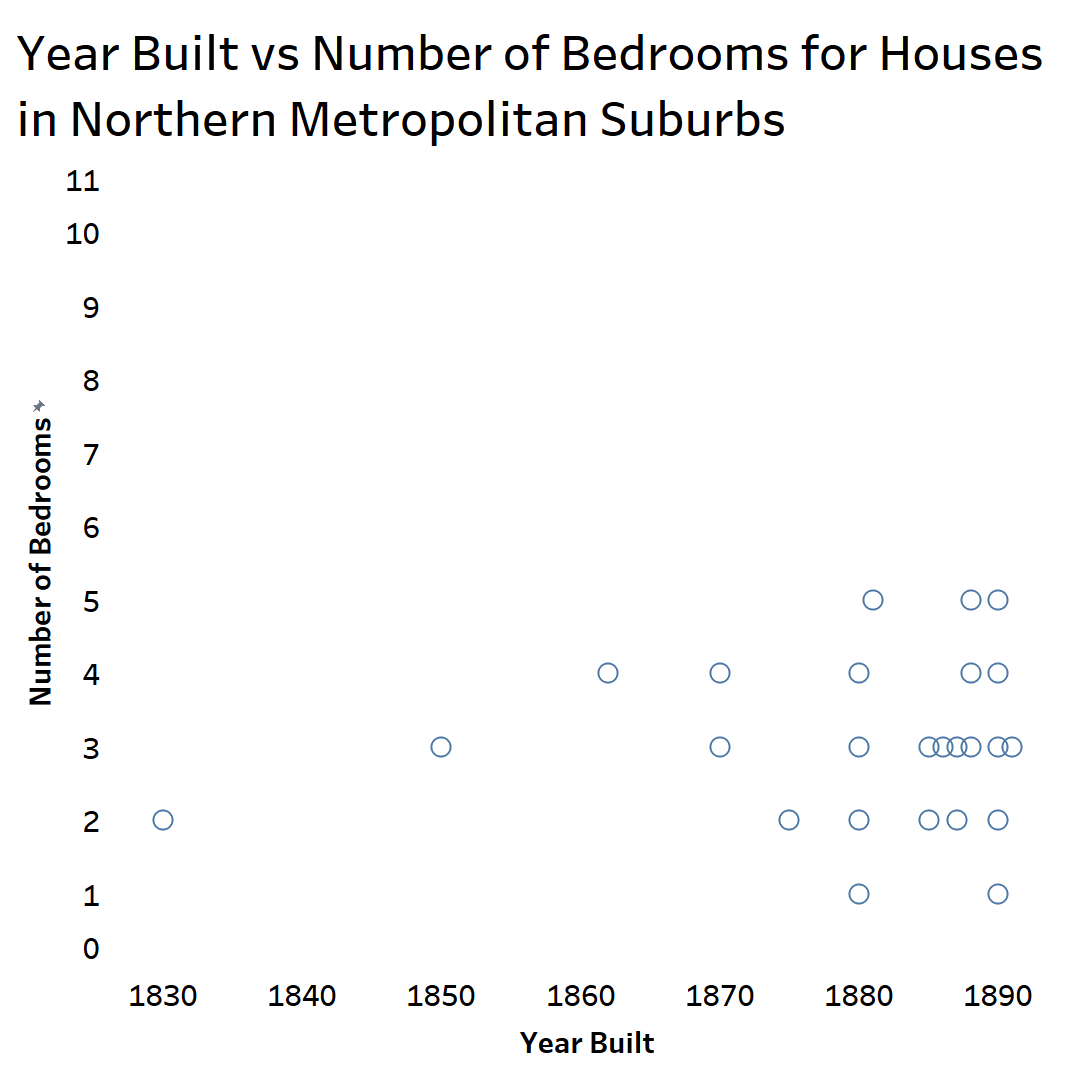 Year Built vs Number of Bedrooms for Houses
in Northern Metropolitan Suburbs
11
10
9
8
7
6
5
4
3
2
1
0
Number of Bedrooms
1830 1840 1850 1860 1870 1880 1890
Year Built